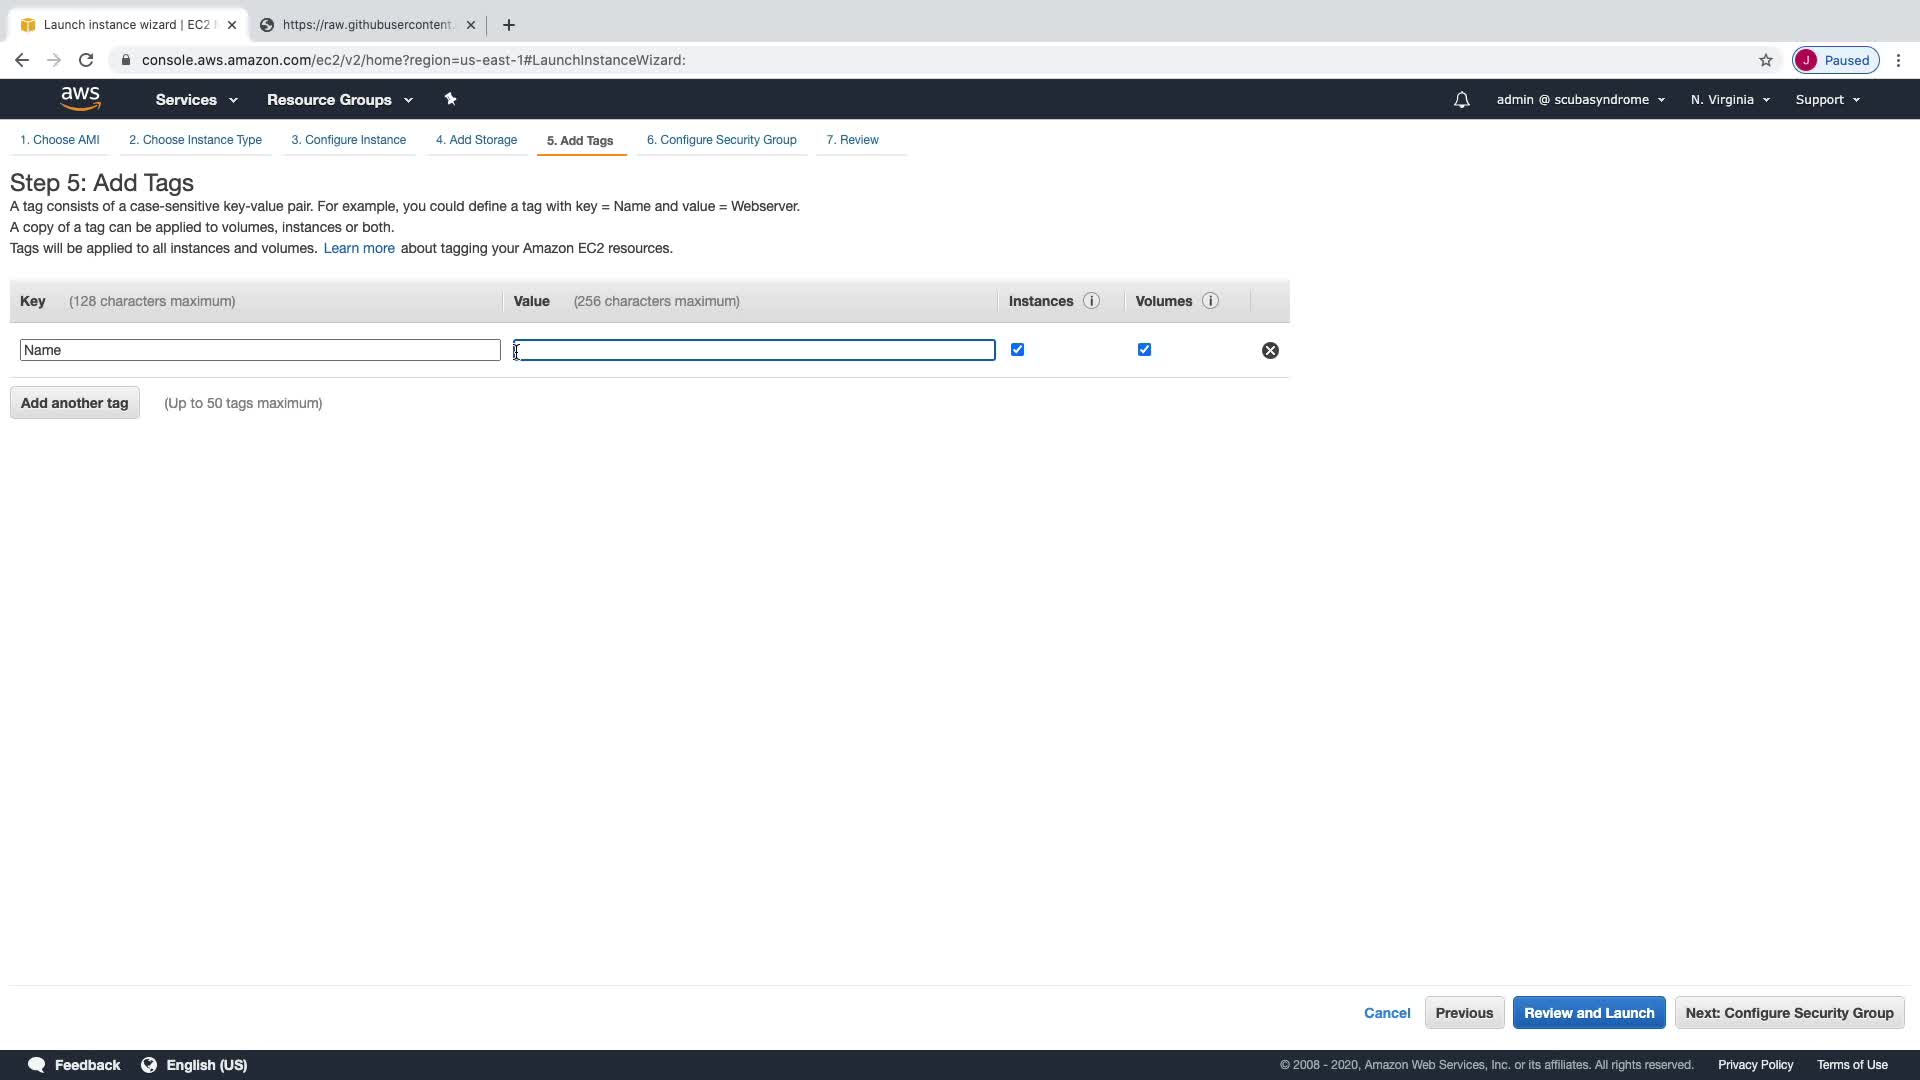 Launch instance wizard | EC2
https://raw.githubusercontent.
console.aws.amazon.com/ec2/v2/home?region=us-east-1#LaunchInstanceWizard:
J Paused
aws Services Resource Groups admin @ scubasyndrome N. Virginia Support
1. Choose AMI 2. Choose Instance Type 3. Configure Instance 4. Add Storage 5. Add Tags 6. Configure Security Group 7. Review
Step 5: Add Tags
A tag consists of a case-sensitive key-value pair. For example, you could define a tag with key = Name and value = Webserver.
A copy of a tag can be applied to volumes, instances or both.
Tags will be applied to all instances and volumes. Learn more about tagging your Amazon EC2 resources.
Key (128 characters maximum) Value (256 characters maximum) Instances i Volumes i
Name
Add another tag (Up to 50 tags maximum)
Cancel Previous Review and Launch Next: Configure Security Group
Feedback English (US) © 2008 - 2020, Amazon Web Services, Inc. or its affiliates. All rights reserved. Privacy Policy Terms of Use